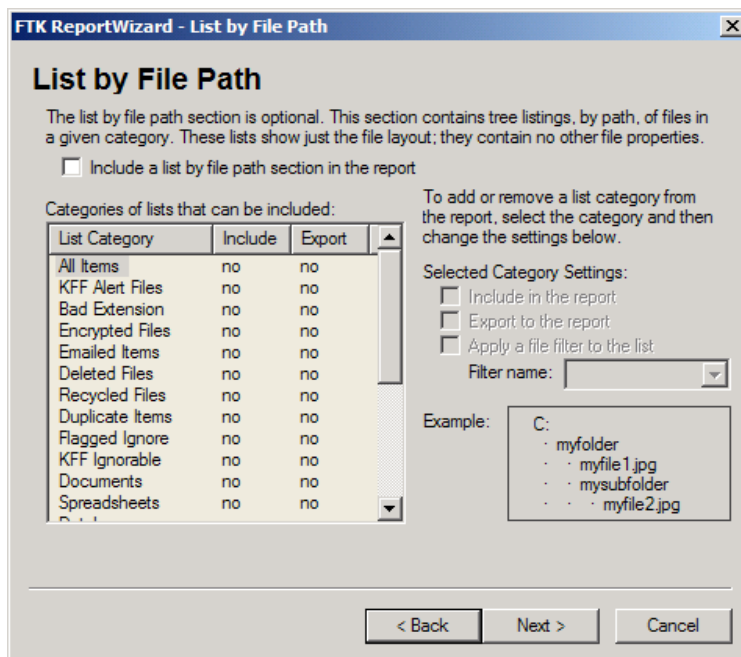 FTK ReportWizard - List by File Path
List by File Path
The list by file path section is optional. This section contains tree listings, by path, of files in
a given category. These lists show just the file layout; they contain no other file properties.
Include a list by file path section in the report
Categories of lists that can be included:
List Category Include Export
All Items no no
KFF Alert Files no no
Bad Extension no no
Encrypted Files no no
Emailed Items no no
Deleted Files no no
Recycled Files no no
Duplicate Items no no
Flagged Ignore no no
KFF Ignorable no no
Documents no no
Spreadsheets no no
To add or remove a list category from
the report, select the category and then
change the settings below.
Selected Category Settings:
Include in the report
Export to the report
Apply a file filter to the list
Filter name:
Example:
C:
· myfolder
· · myfile1.jpg
· · mysubfolder
· · · myfile2.jpg
< Back
Next >
Cancel